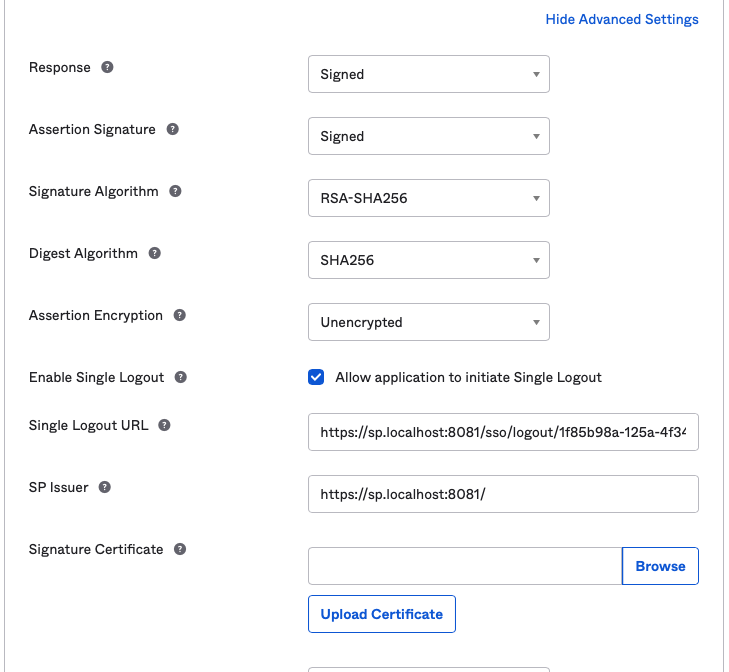 Hide Advanced Settings
Response ?
Signed
Assertion Signature ?
Signed
Signature Algorithm ?
RSA-SHA256
Digest Algorithm ?
SHA256
Assertion Encryption ?
Unencrypted
Enable Single Logout ?
Allow application to initiate Single Logout
Single Logout URL ?
https://sp.localhost:8081/sso/logout/1f85b98a-125a-4f34
SP Issuer ?
https://sp.localhost:8081/
Signature Certificate ?
Browse
Upload Certificate